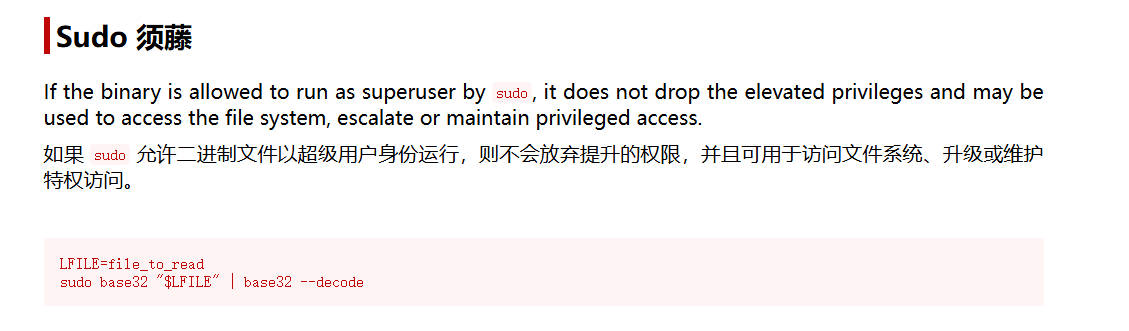 Sudo 须藤
If the binary is allowed to run as superuser by sudo, it does not drop the elevated privileges and may be
used to access the file system, escalate or maintain privileged access.
如果 sudo 允许二进制文件以超级用户身份运行，则不会放弃提升的权限，并且可用于访问文件系统、升级或维护
特权访问。
LFILE=file_to_read
sudo base32 "$LFILE" | base32 --decode